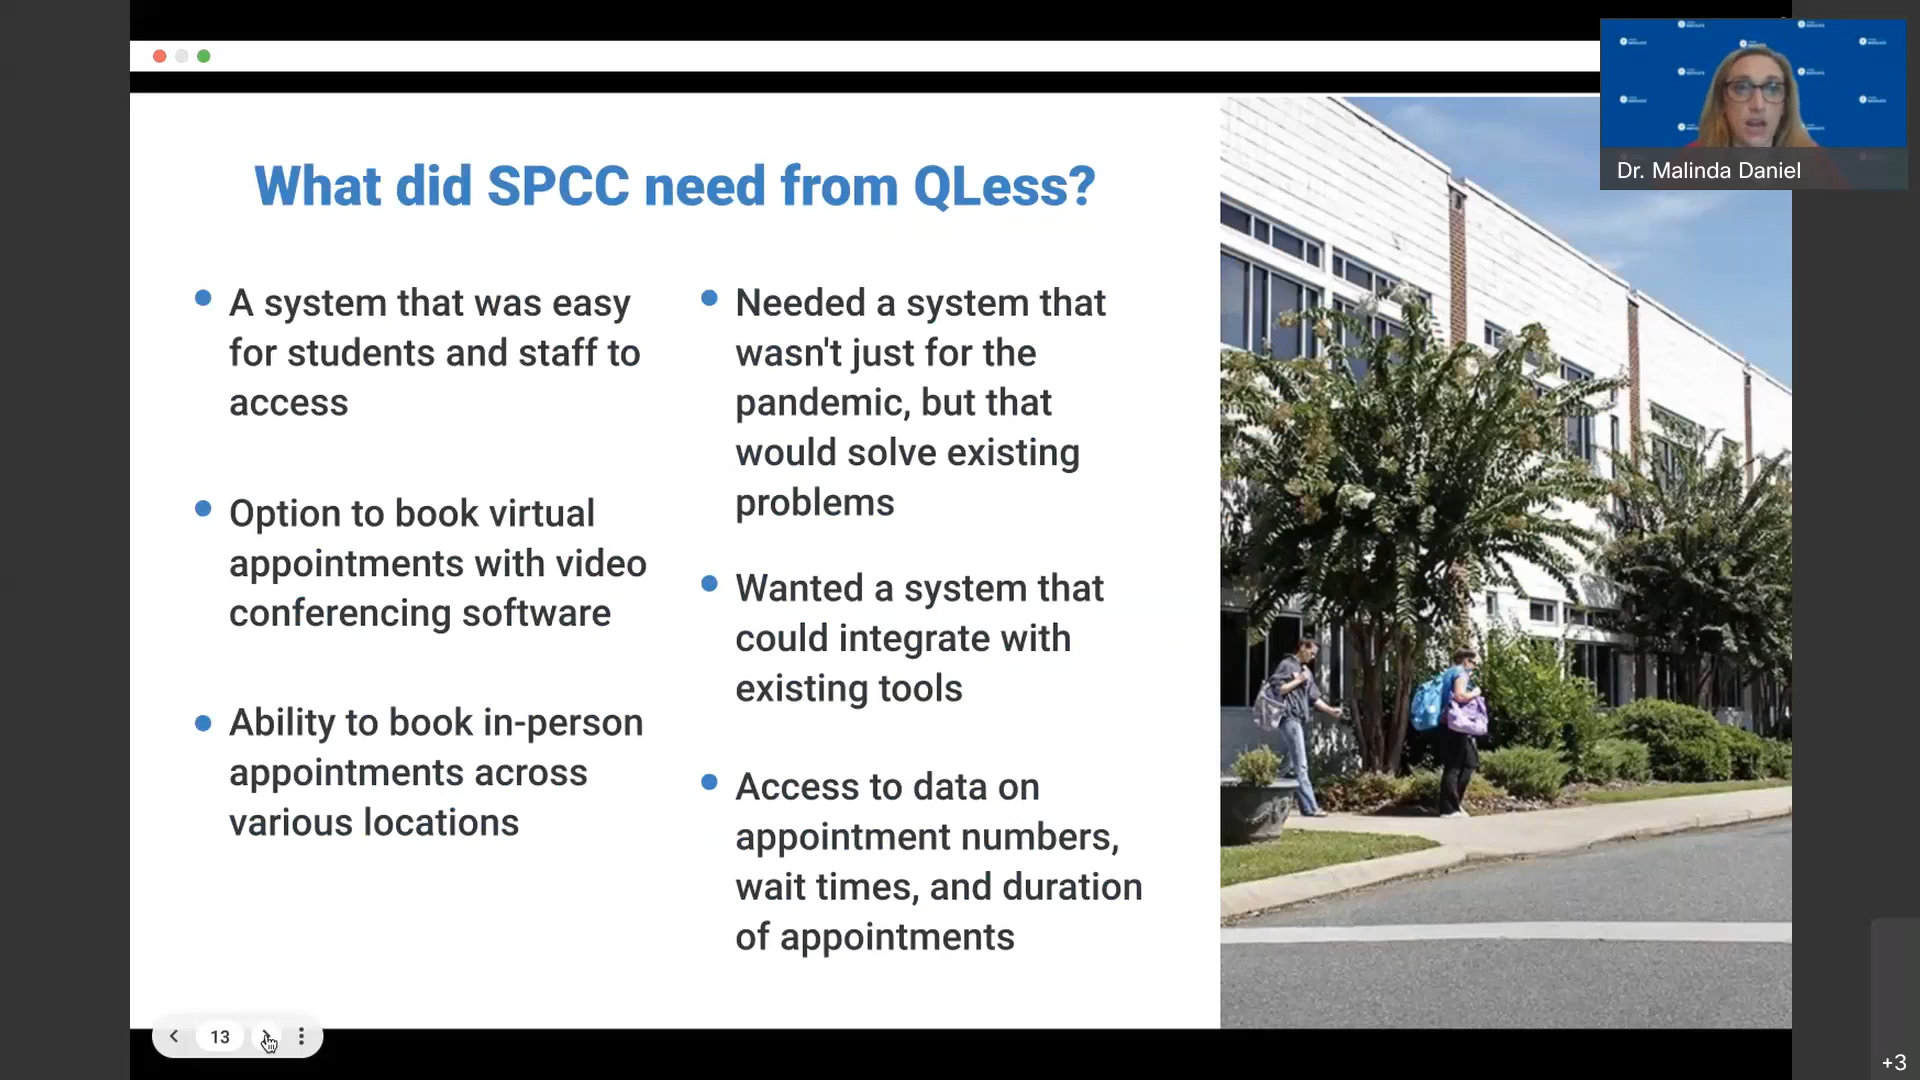 What did SPCC need from QLess?
A system that was easy
for students and staff to
access
Option to book virtual
appointments with video
conferencing software
Ability to book in-person
appointments across
various locations
Needed a system that
wasn't just for the
pandemic, but that
would solve existing
problems
Wanted a system that
could integrate with
existing tools
Access to data on
appointment numbers,
wait times, and duration
of appointments
Dr. Malinda Daniel
13
+3